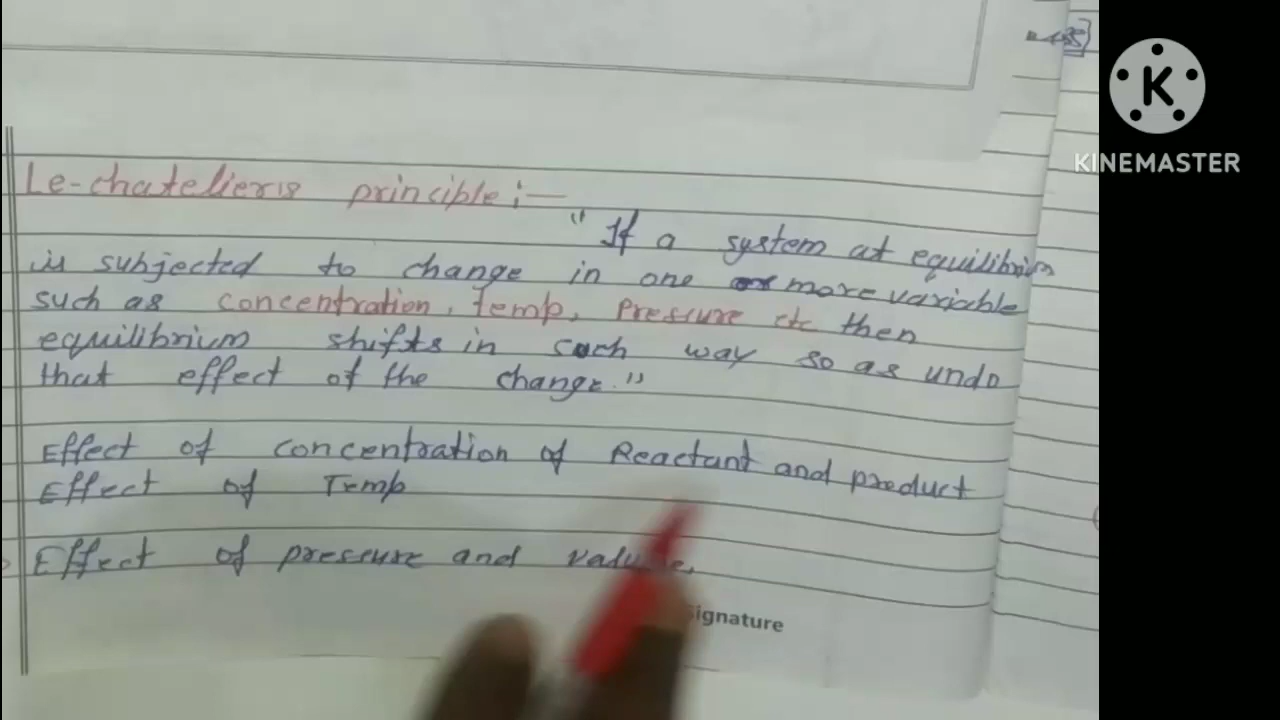 Le-chatelier's principle :-
"If a system at equilibrium
is subjected to change in one or more variable
such as concentration, temp, pressure etc then
equilibrium shifts in such way so as undo
that effect of the change."
Effect of concentration of Reactant and product
Effect of Temp
Effect of pressure and
Signature
KINEMASTER